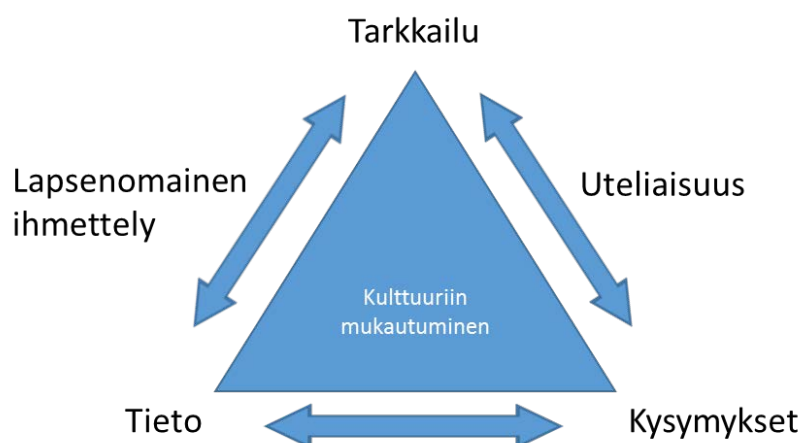 Tarkkailu
Lapsenomainen
ihmettely
Uteliaisuus
Kulttuuriin
mukautuminen
Tieto
Kysymykset